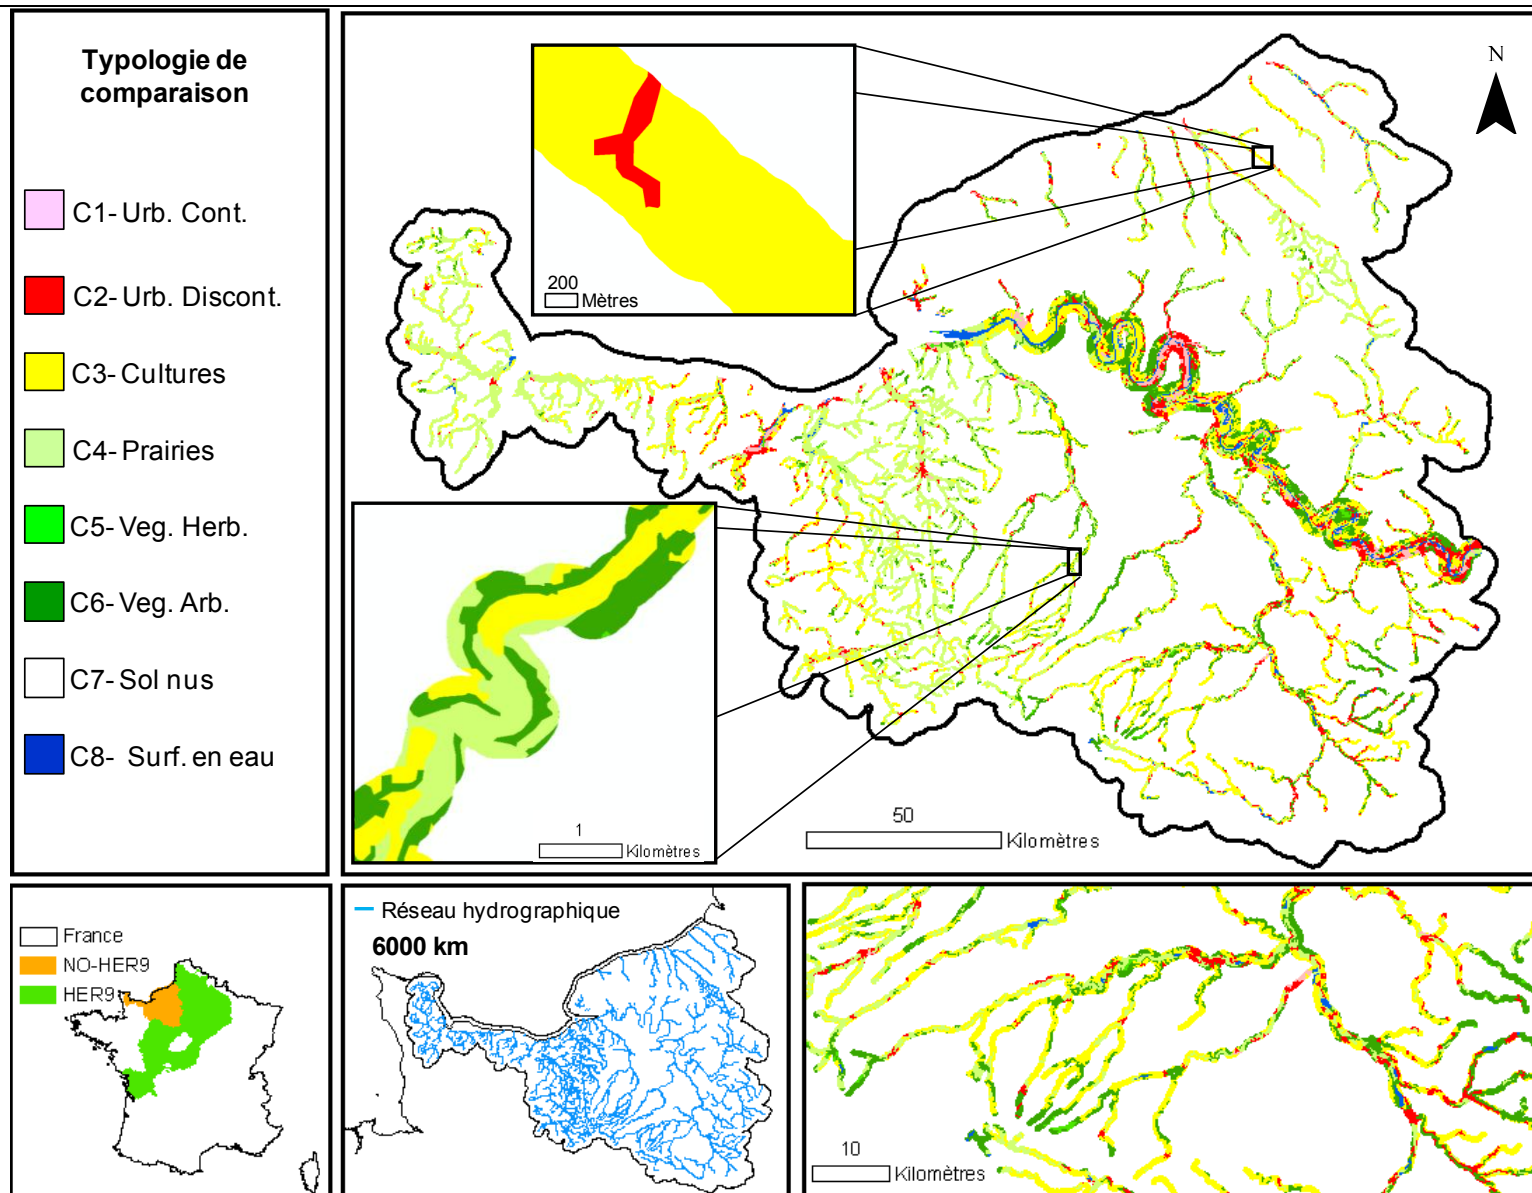 Typologie de
comparaison
C1- Urb. Cont.
C2- Urb. Discont.
C3- Cultures
C4- Prairies
C5- Veg. Herb.
C6- Veg. Arb.
C7- Sol nus
C8- Surf. en eau
N
200
Mètres
1
Kilomètres
50
Kilomètres
France
NO-HER9
HER9
Réseau hydrographique
6000 km
10
Kilomètres